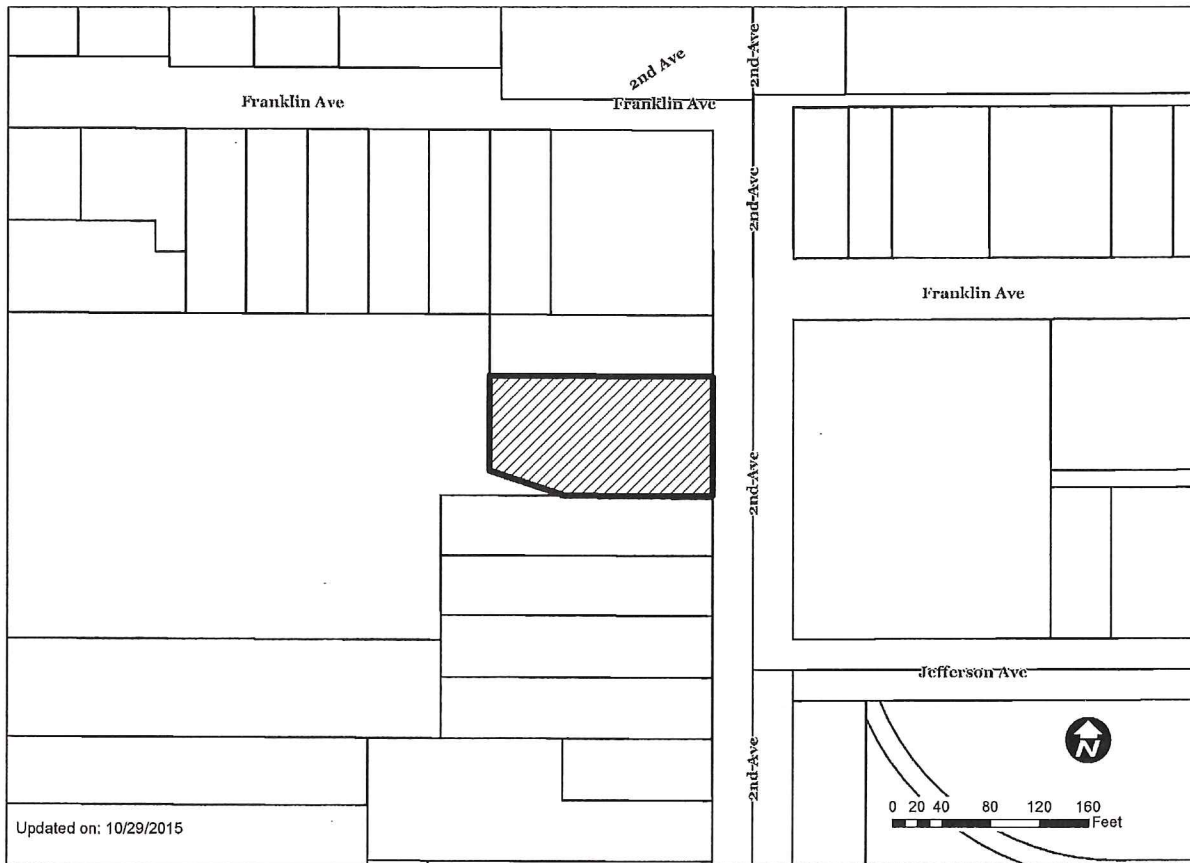 2nd-Ave
2nd Ave
Franklin Ave
Franklin Ave
2nd-Ave
Franklin Ave
2nd-Ave
Jefferson Ave
N
2nd-Ave
0 20 40 80 120 160
Feet
Updated on: 10/29/2015